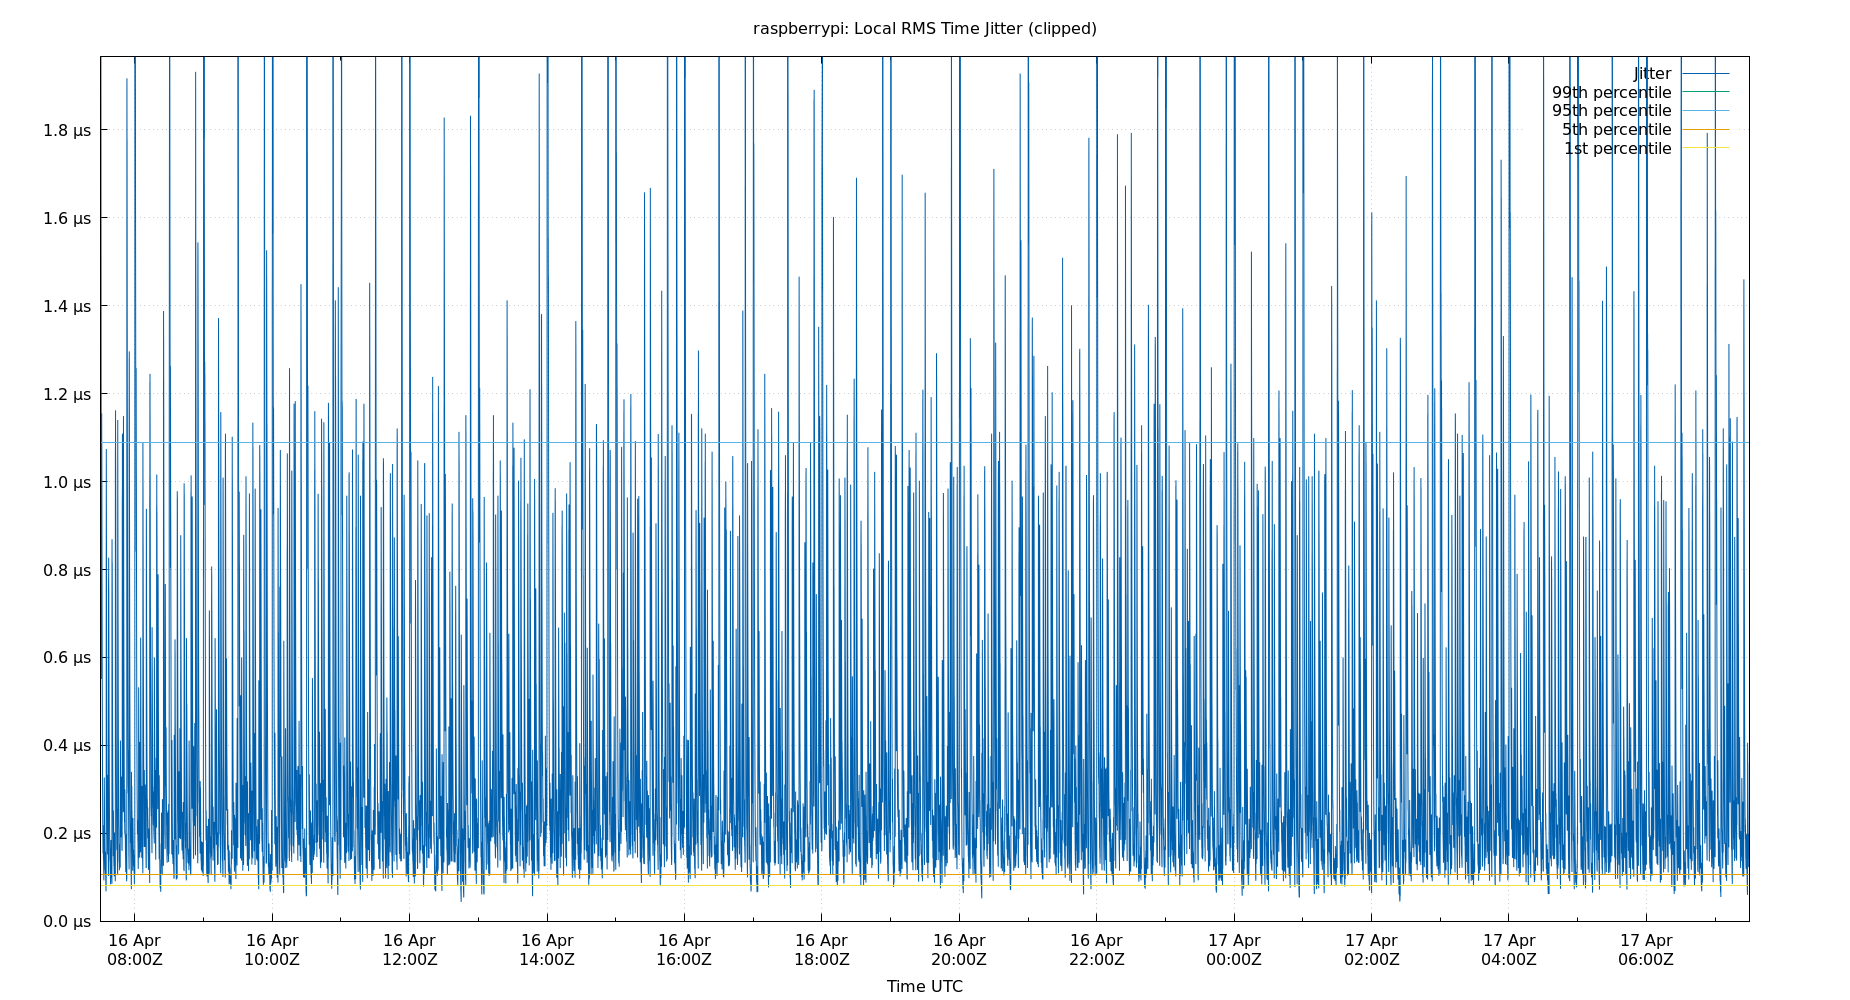 raspberrypi: Local RMS Time Jitter (clipped)
Jitter
99th percentile
95th percentile
5th percentile
1st percentile
1.8 μs
1.6 μs
1.4 μs
1.2 μs
1.0 μs
0.8 μs
0.6 μs
0.4 μs
0.2 μs
0.0 μs
16 Apr 16 Apr 16 Apr 16 Apr 16 Apr 16 Apr 16 Apr 16 Apr 17 Apr 17 Apr 17 Apr 17 Apr
08:00Z 10:00Z 12:00Z 14:00Z 16:00Z 18:00Z 20:00Z 22:00Z 00:00Z 02:00Z 04:00Z 06:00Z
Time UTC